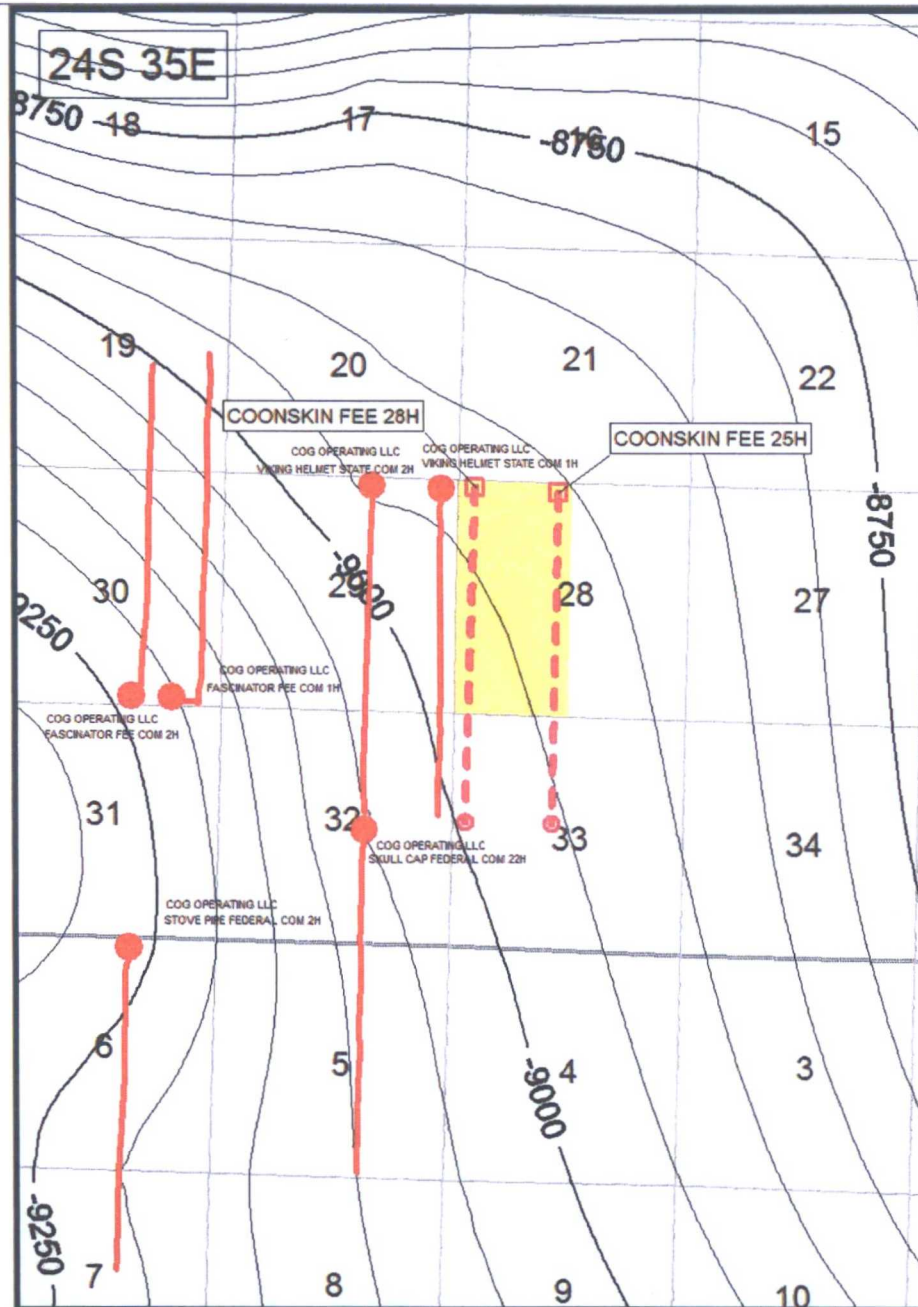 24S 35E
-8750
18
17
-8750
16
15
19
20
21
22
COONSKIN FEE 28H
COONSKIN FEE 25H
COG OPERATING LLC
VIKING HELMET STATE COM 2H
COG OPERATING LLC
VIKING HELMET STATE COM 1H
-8750
30
29
-9000
28
27
-9250
COG OPERATING LLC
FASCINATOR FEE COM 1H
COG OPERATING LLC
FASCINATOR FEE COM 2H
31
32
33
34
COG OPERATING LLC
SKULL CAP FEDERAL COM 22H
COG OPERATING LLC
STOVE PIPE FEDERAL COM 2H
6
5
4
3
-9000
-9250
7
8
9
10